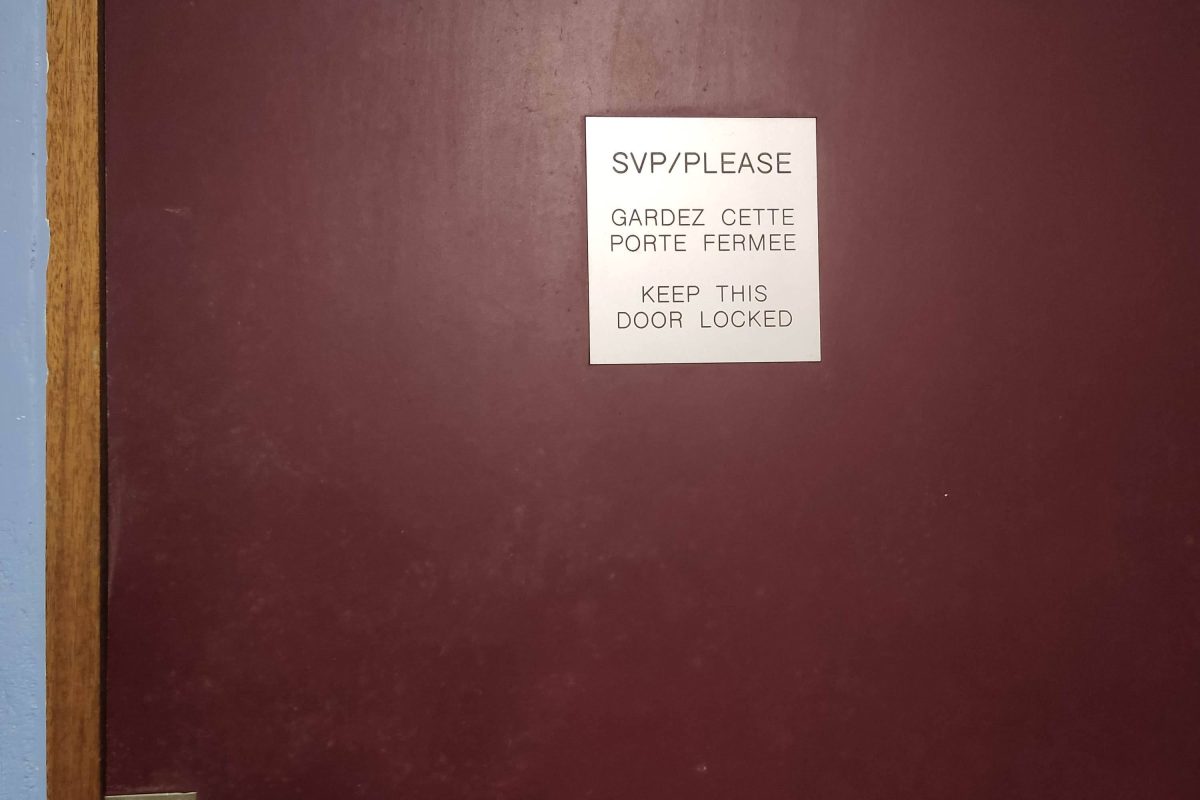 SVP/PLEASE
GARDEZ CETTE
PORTE FERMEE
KEEP THIS
DOOR LOCKED